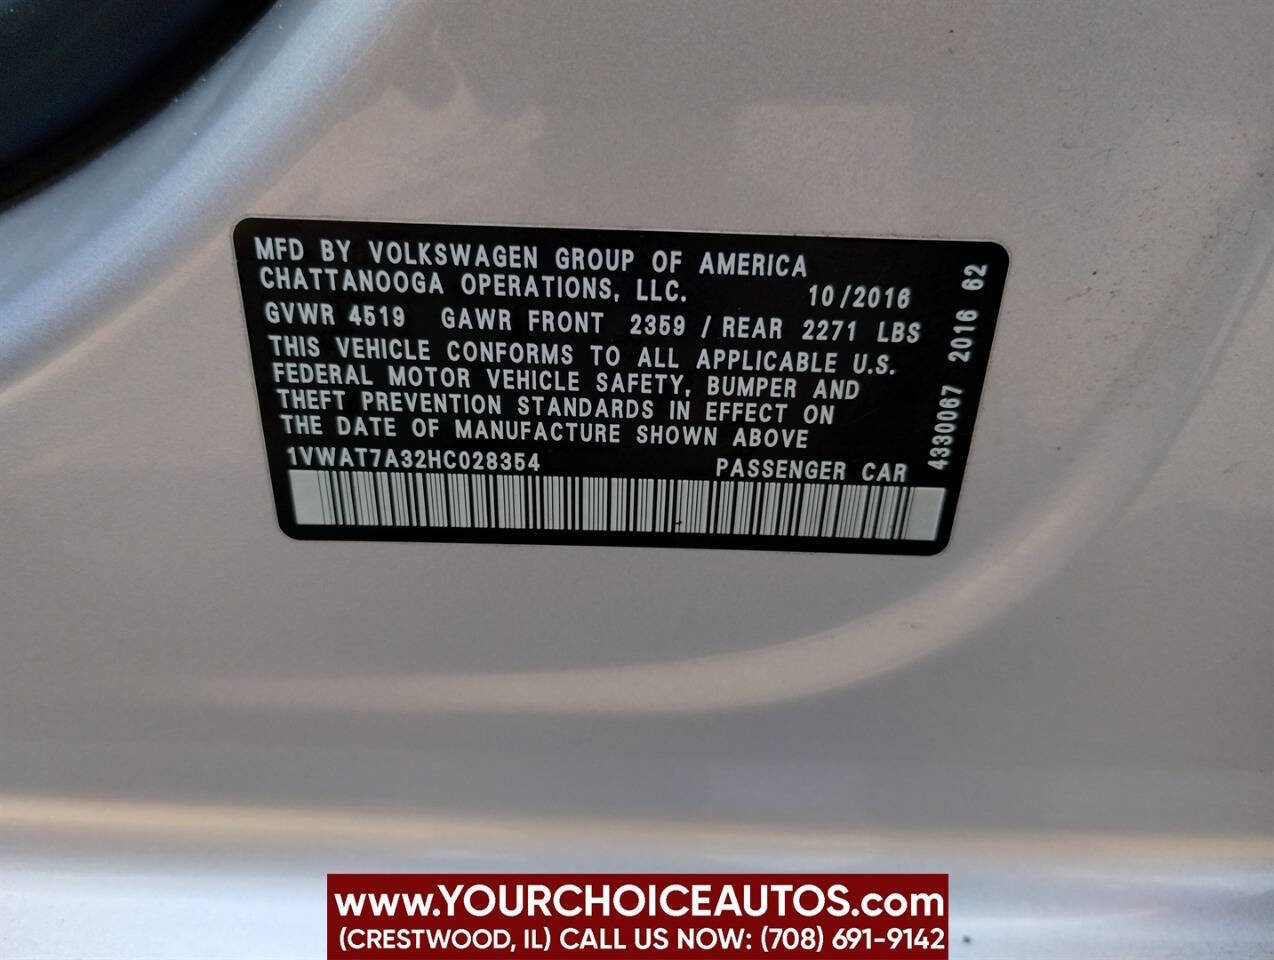 MFD BY VOLKSWAGEN GROUP OF AMERICA
CHATTANOOGA OPERATIONS, LLC. 10/2016
GVWR 4519 GAWR FRONT 2359 / REAR 2271 LBS
THIS VEHICLE CONFORMS TO ALL APPLICABLE U.S.
FEDERAL MOTOR VEHICLE SAFETY, BUMPER AND
THEFT PREVENTION STANDARDS IN EFFECT ON
THE DATE OF MANUFACTURE SHOWN ABOVE
1VWAT7A32HC028354 PASSENGER CAR
4330067 2016 62
www.YOURCHOICEAUTOS.com
(CRESTWOOD, IL) CALL US NOW: (708) 691-9142